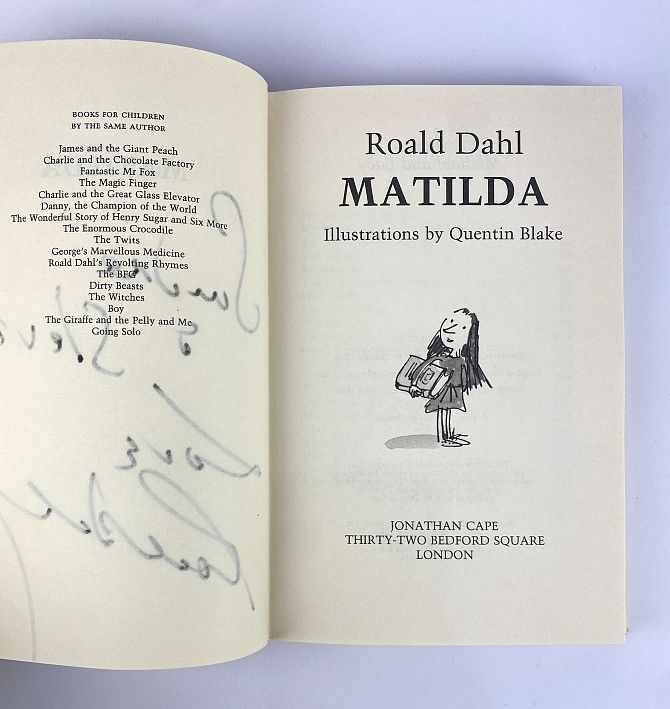 BOOKS FOR CHILDREN
BY THE SAME AUTHOR
James and the Giant Peach
Charlie and the Chocolate Factory
Fantastic Mr Fox
The Magic Finger
Charlie and the Great Glass Elevator
Danny, the Champion of the World
The Wonderful Story of Henry Sugar and Six More
The Enormous Crocodile
The Twits
George's Marvellous Medicine
Roald Dahl's Revolting Rhymes
The BFG
Dirty Beasts
The Witches
Boy
The Giraffe and the Pelly and Me
Going Solo
Love
Roald Dahl
Roald Dahl
MATILDA
Illustrations by Quentin Blake
JONATHAN CAPE
THIRTY-TWO BEDFORD SQUARE
LONDON